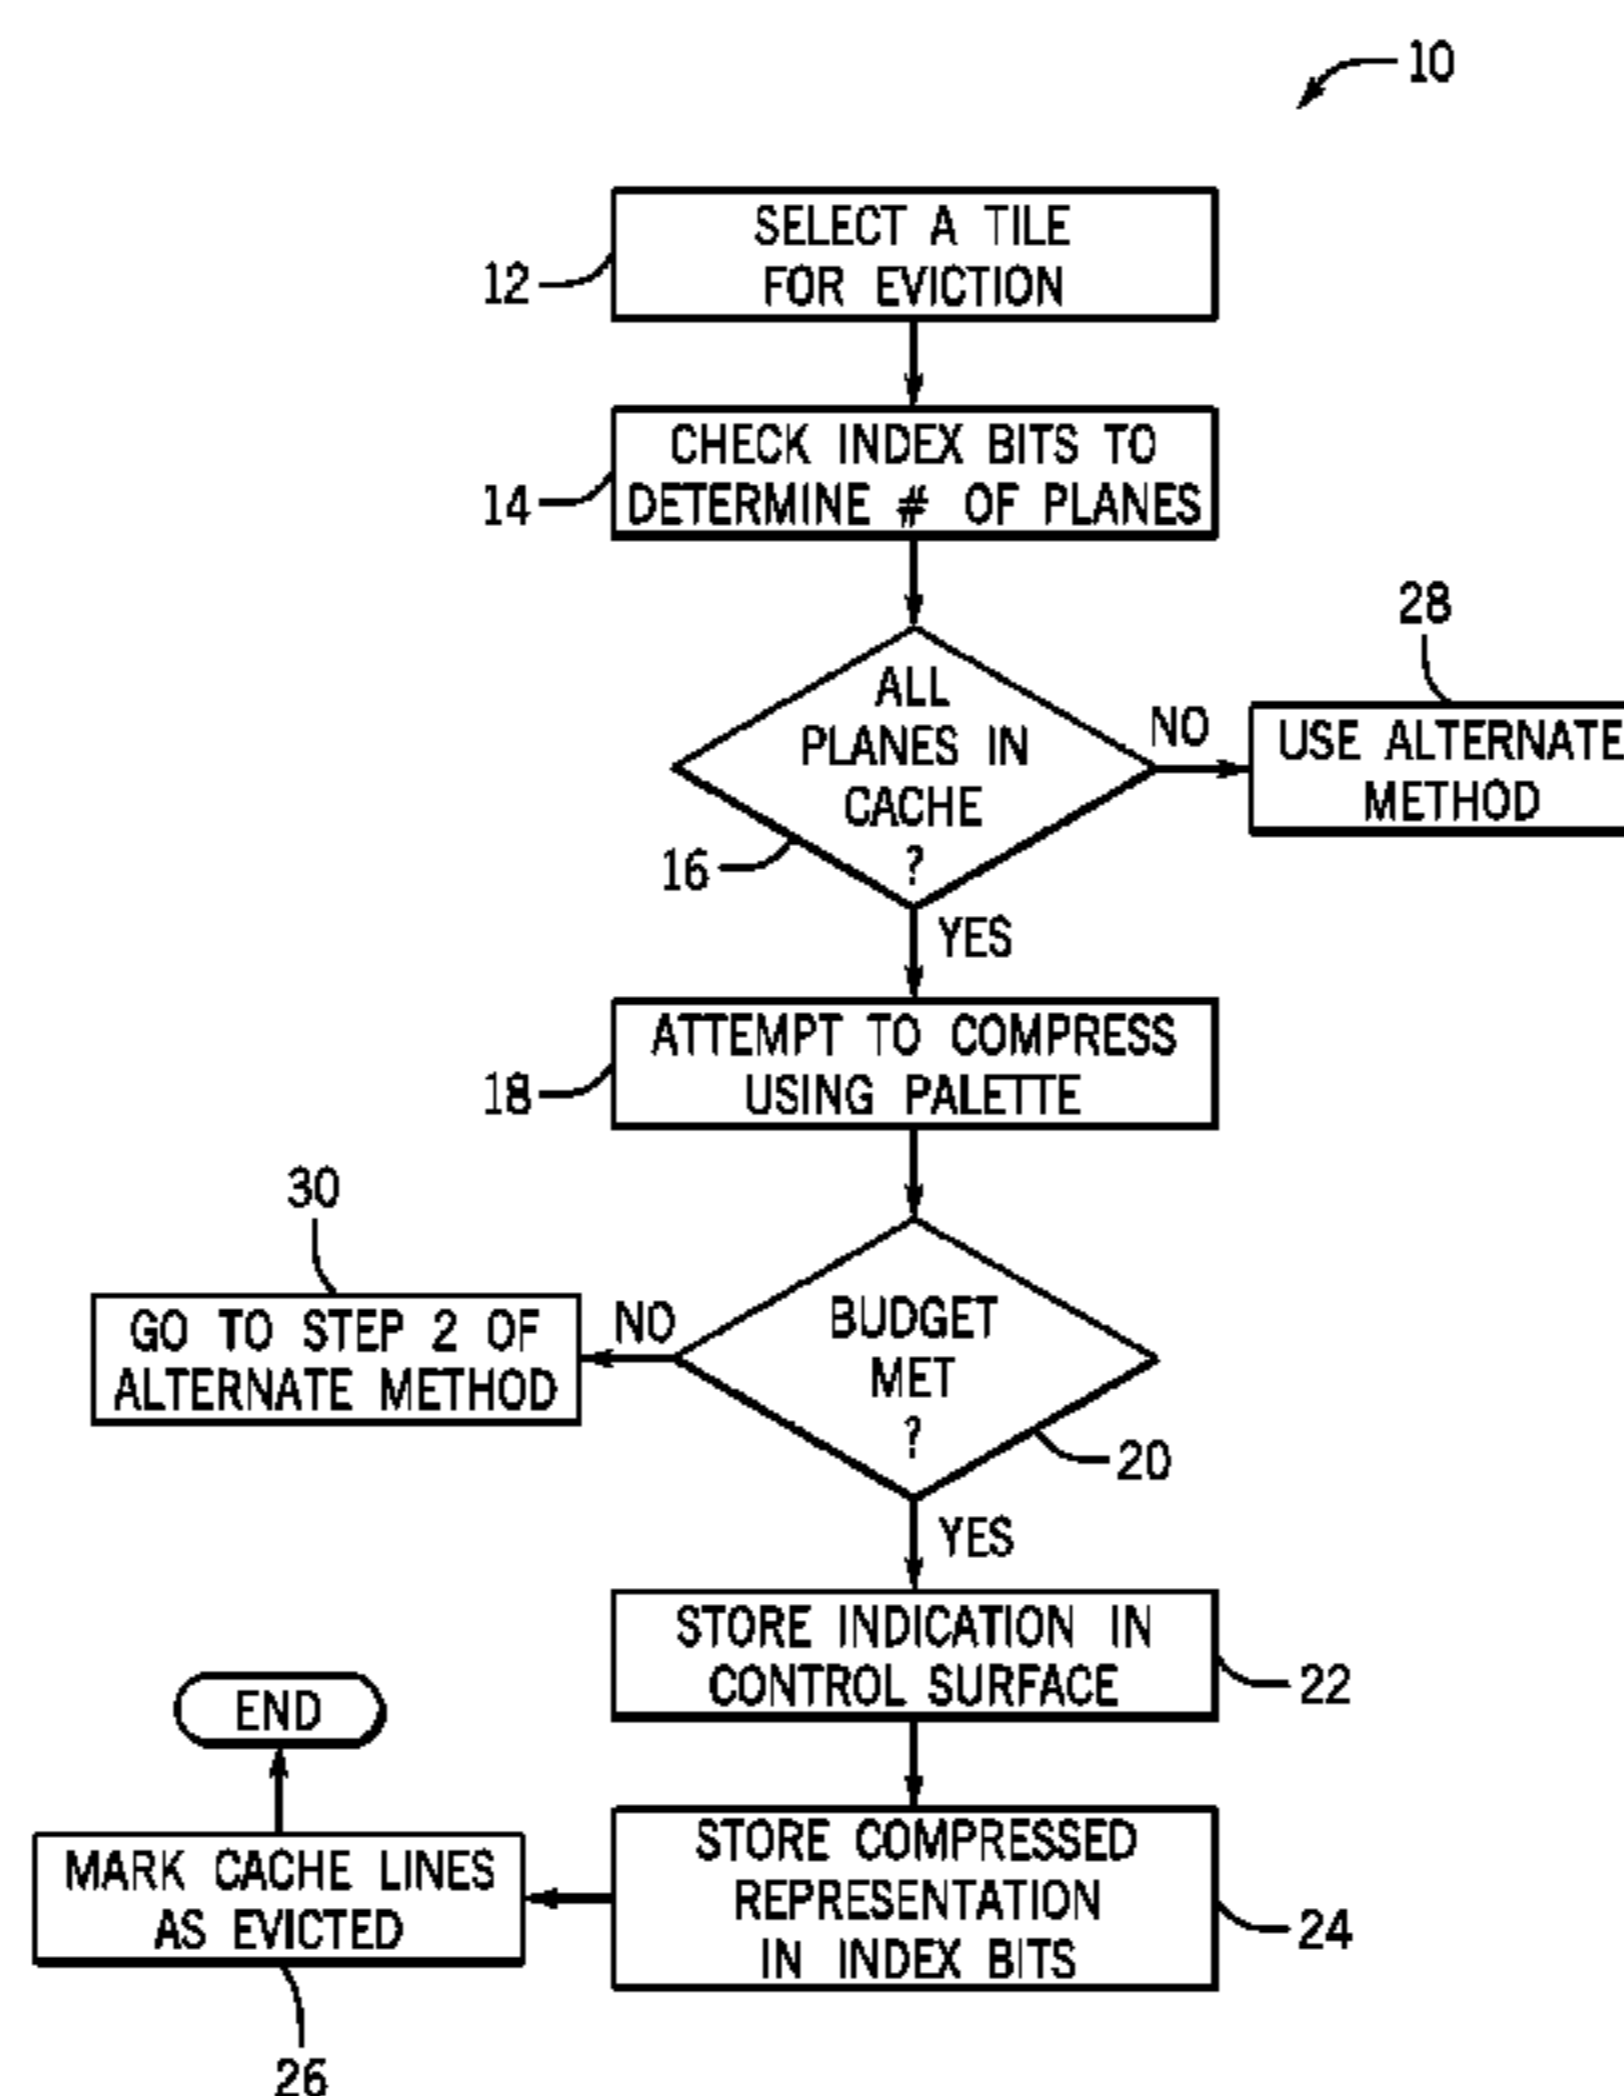 10
SELECT A TILE
FOR EVICTION
12
CHECK INDEX BITS TO
DETERMINE # OF PLANES
14
ALL
PLANES IN
CACHE
?
16
NO
28
USE ALTERNATE
METHOD
YES
ATTEMPT TO COMPRESS
USING PALETTE
18
BUDGET
MET
?
20
NO
30
GO TO STEP 2 OF
ALTERNATE METHOD
YES
STORE INDICATION IN
CONTROL SURFACE
22
STORE COMPRESSED
REPRESENTATION
IN INDEX BITS
24
MARK CACHE LINES
AS EVICTED
26
END